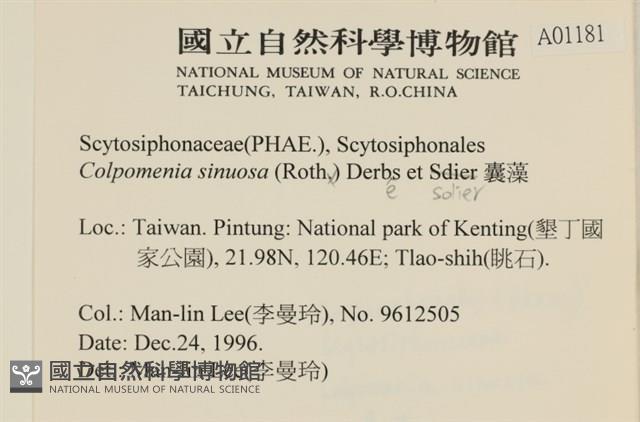 國立自然科學博物館
A01181
NATIONAL MUSEUM OF NATURAL SCIENCE
TAICHUNG, TAIWAN, R.O.CHINA
Scytosiphonaceae(PHAE.), Scytosiphonales
Colpomenia sinuosa (Roth.) Derbs et Sdier 囊藻
é solier
Loc.: Taiwan. Pintung: National park of Kenting(墾丁國
家公園), 21.98N, 120.46E; Tlao-shih(眺石).
Col.: Man-lin Lee(李曼玲), No. 9612505
Date: Dec.24, 1996.
李曼玲)
國立自然科學博物館
NATIONAL MUSEUM OF NATURAL SCIENCE